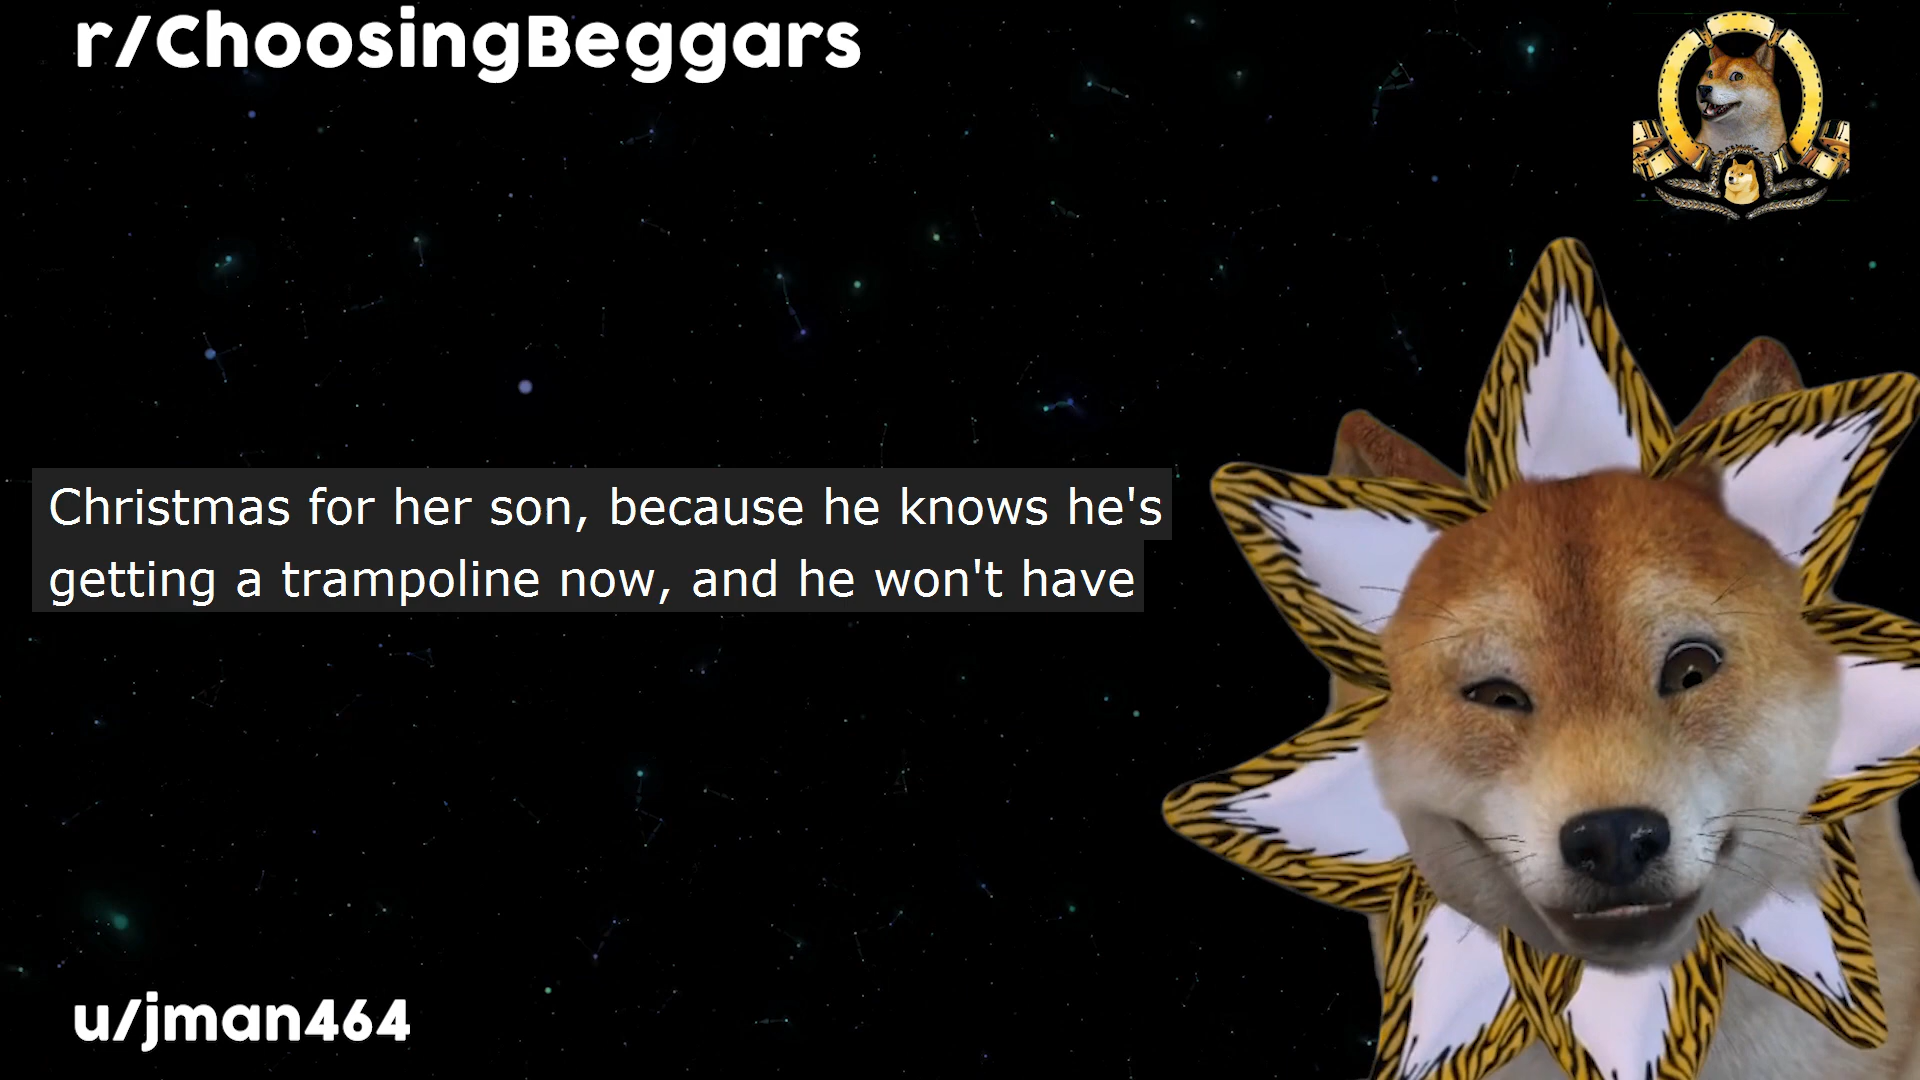 r/ChoosingBeggars
Christmas for her son, because he knows he's
getting a trampoline now, and he won't have
u/jman464